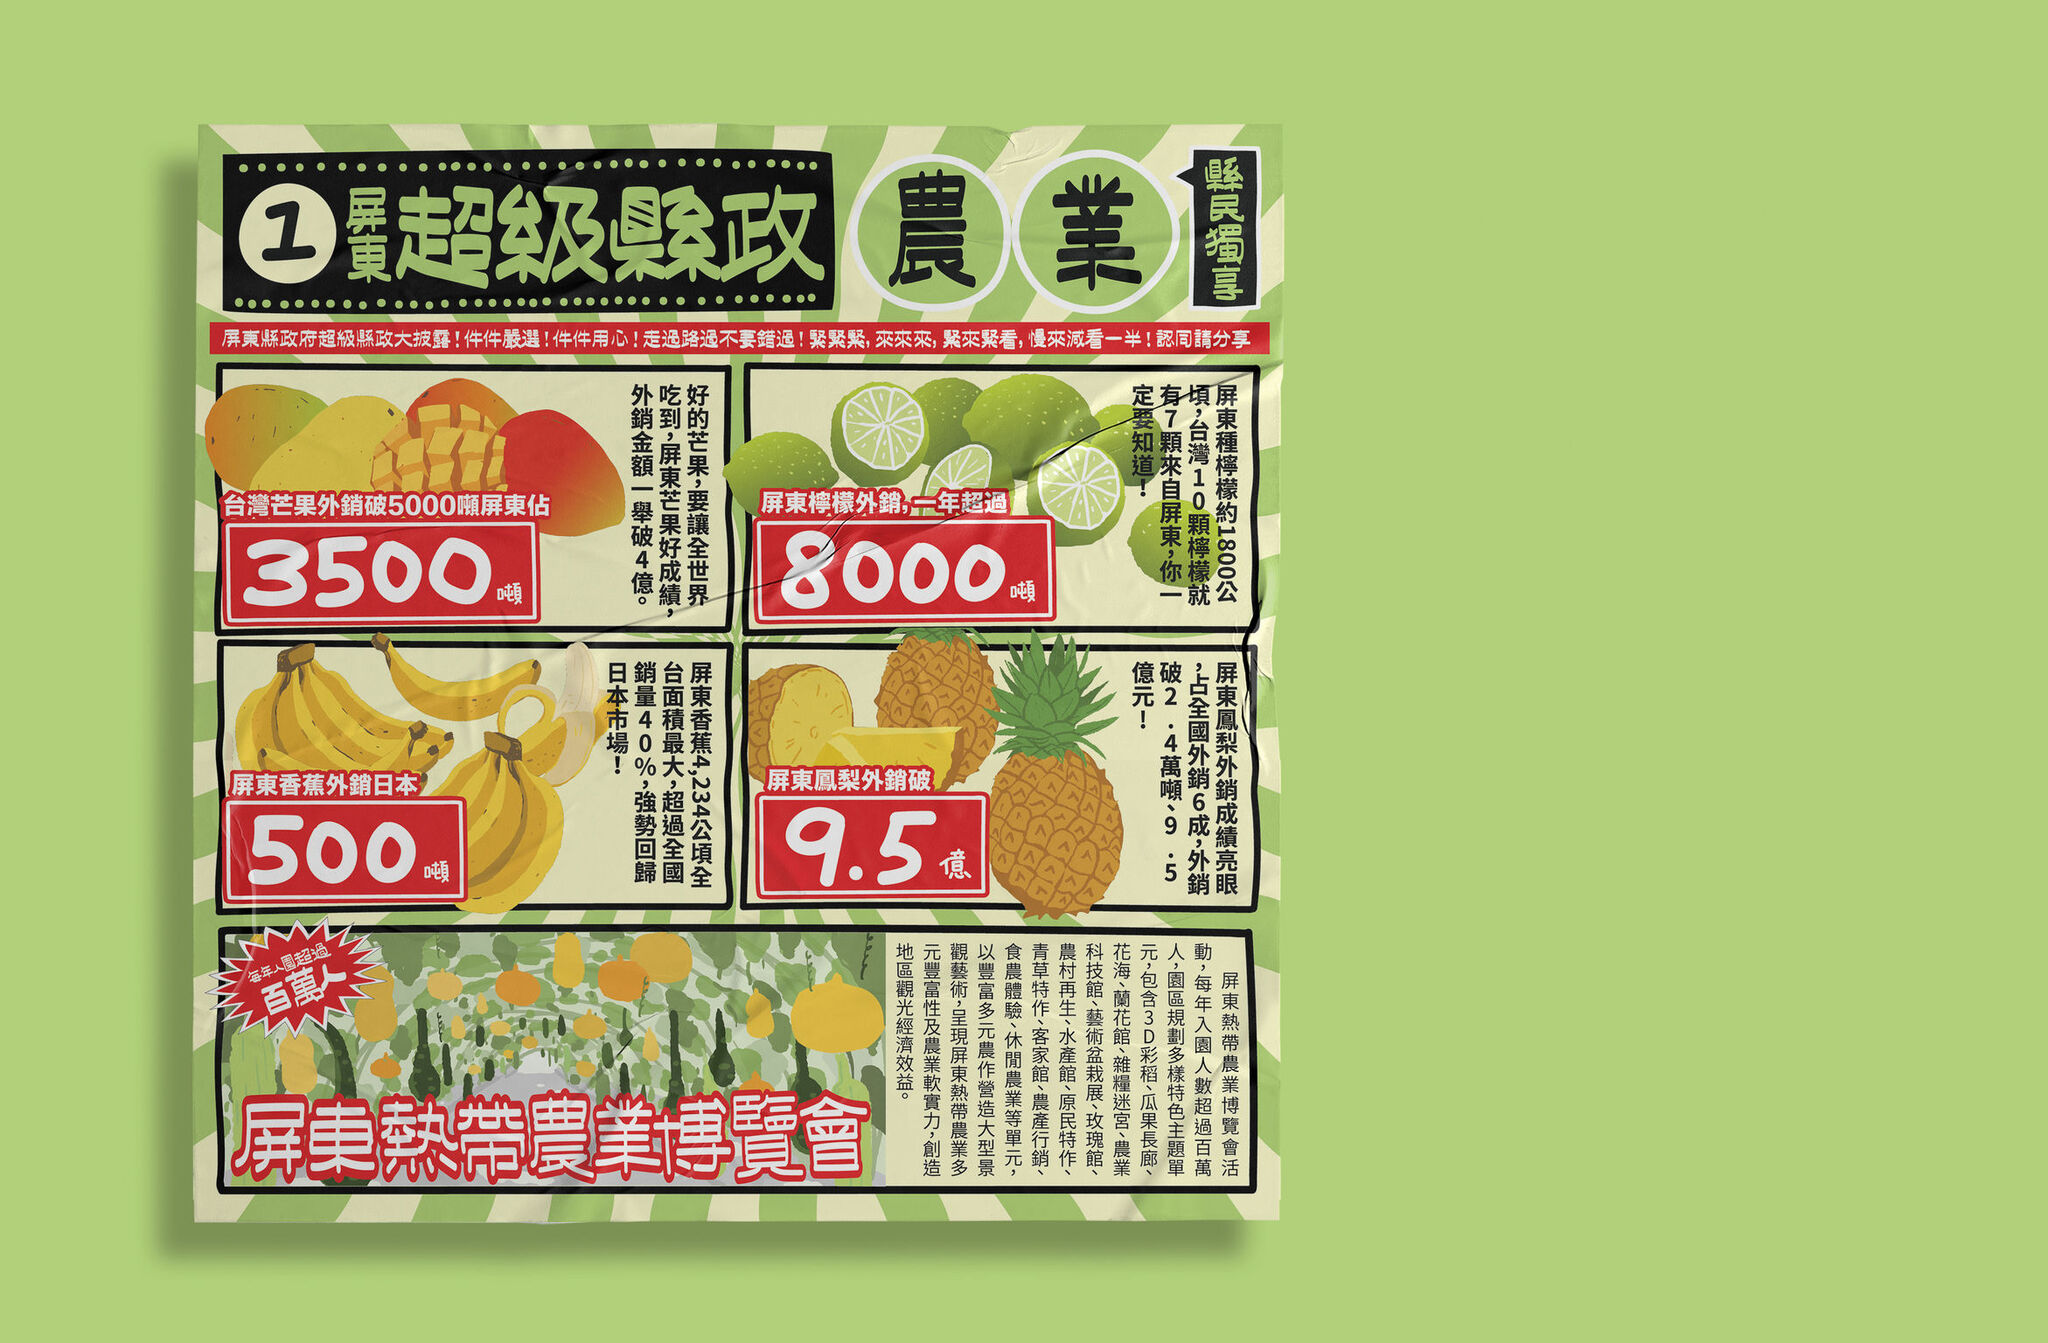 1
屏東
超級縣政
農業
縣民獨享
屏東縣政府超級縣政大披露!件件嚴選!件件用心!走過路過不要錯過!緊緊緊,來來來,緊來緊看,慢來減看一半!認同請分享
好的芒果,要讓全世界
吃到,屏東芒果好成績,
外銷金額一舉破4億。
台灣芒果外銷破5000噸屏東佔
3500噸
屏東種檸檬約1800公
頃,台灣10顆檸檬就
有7顆來自屏東,你一
定要知道!
屏東檸檬外銷,一年超過
8000噸
屏東香蕉4,234公頃全
台面積最大,超過全國
銷量40%,強勢回歸
日本市場!
屏東香蕉外銷日本
500噸
屏東鳳梨外銷成績亮眼
,占全國外銷6成,外銷
破2.4萬噸、9.5
億元!
屏東鳳梨外銷破
9.5億
每年入園超過
百萬人
屏東熱帶農業博覽會
屏東熱帶農業博覽會活
動,每年入園人數超過百萬
人,園區規劃多樣特色主題單
元,包含3D彩稻、瓜果長廊、
花海、蘭花館、雜糧迷宮、農業
科技館、藝術盆栽展、玫瑰館、
農村再生、水產館、原民特作、
青草特作、客家館、農產行銷、
食農體驗、休閒農業等單元,
以豐富多元農作營造大型景
觀藝術,呈現屏東熱帶農業多
元豐富性及農業軟實力,創造
地區觀光經濟效益。